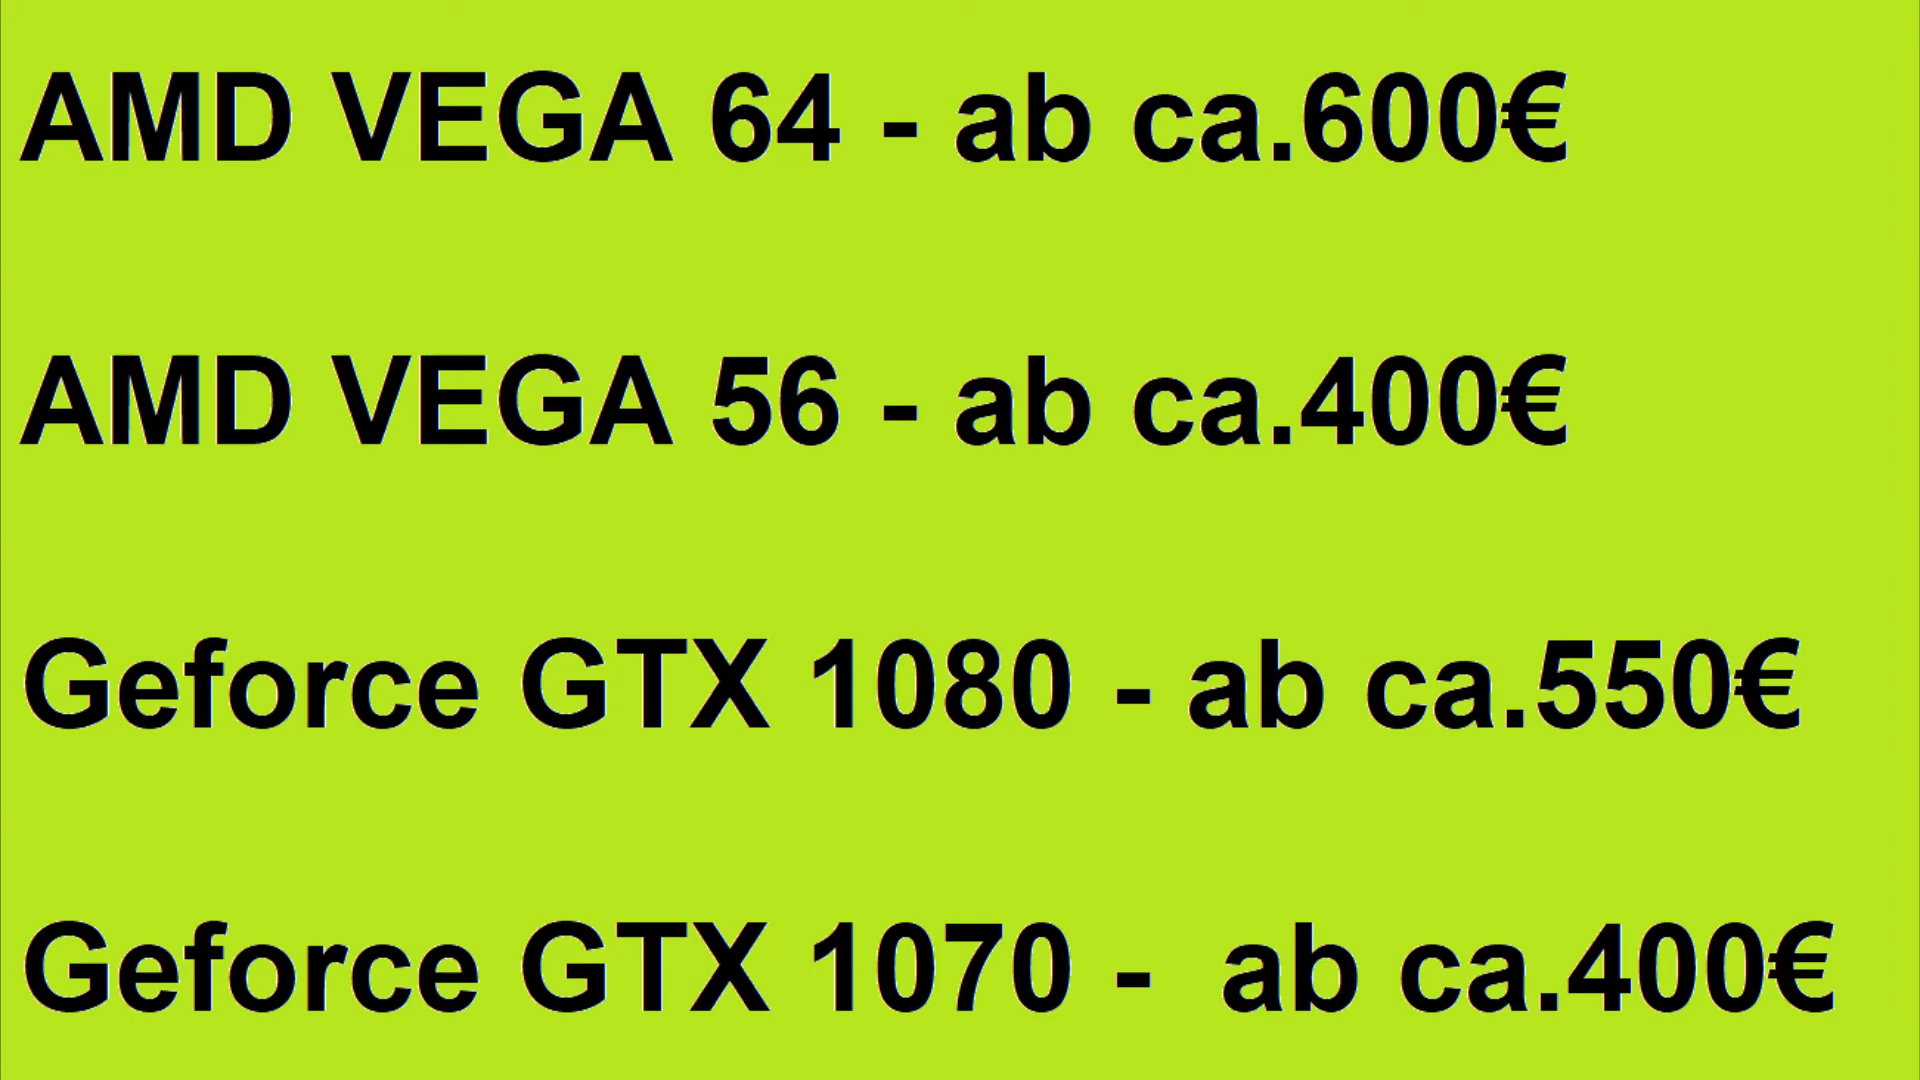 AMD VEGA 64 - ab ca.600€
AMD VEGA 56 - ab ca.400€
Geforce GTX 1080 - ab ca.550€
Geforce GTX 1070 -  ab ca.400€